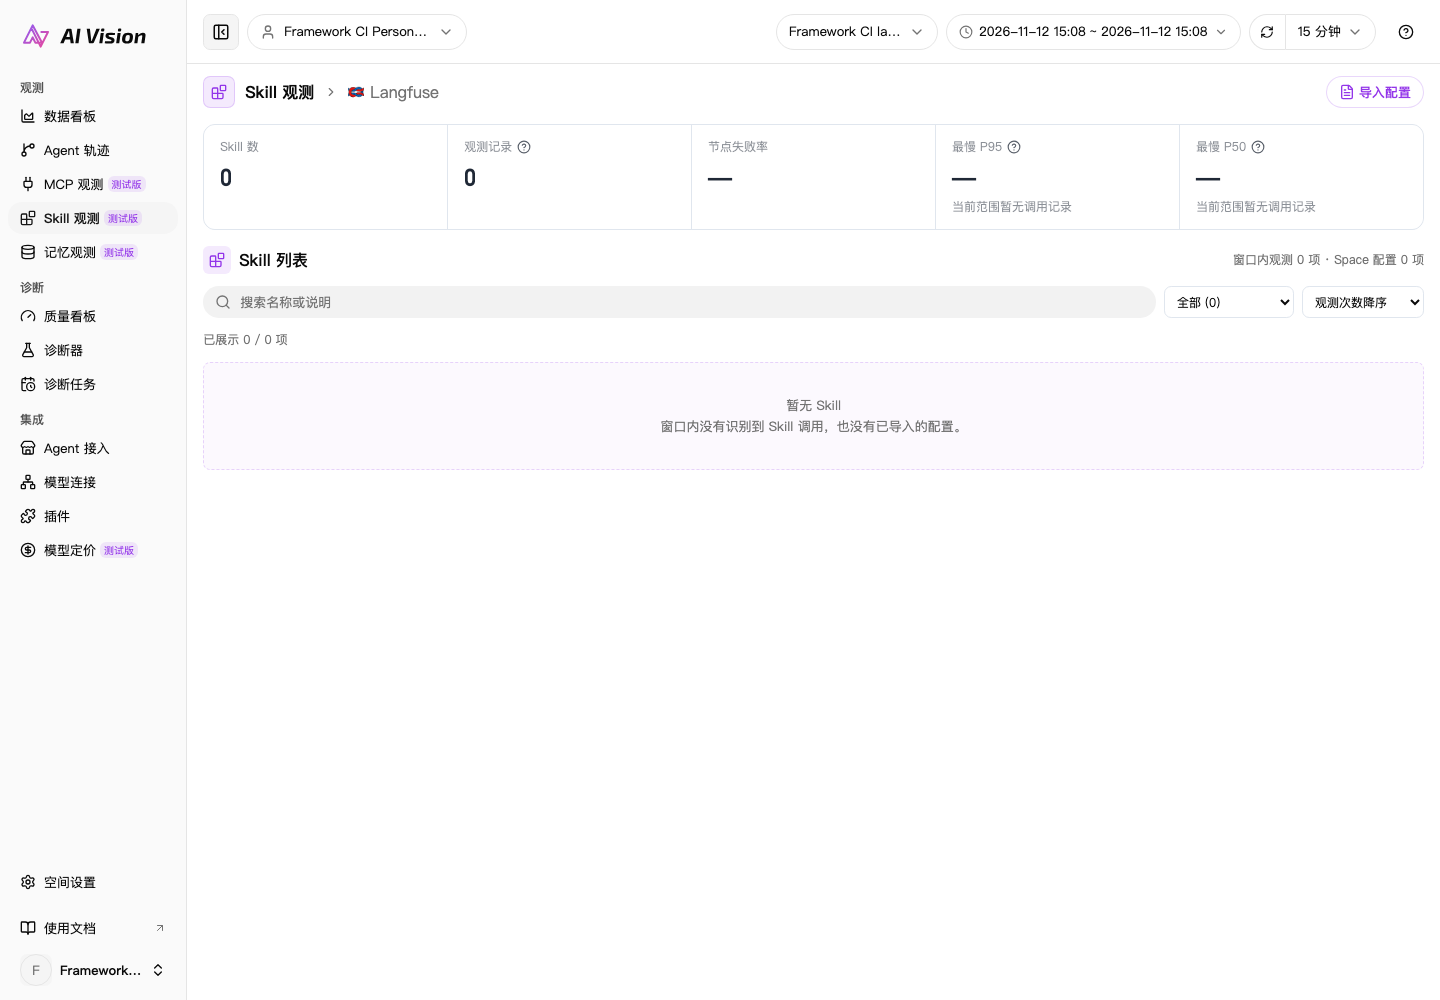 AI Vision
观测
数据看板
Agent 轨迹
MCP 观测 测试版
Skill 观测 测试版
记忆观测 测试版
诊断
质量看板
诊断器
诊断任务
集成
Agent 接入
模型连接
插件
模型定价 测试版
空间设置
使用文档
F Framework...
Framework CI Person...
Framework CI la...
2026-11-12 15:08 ~ 2026-11-12 15:08
15 分钟
Skill 观测 Langfuse
导入配置
Skill 数
0
观测记录
0
节点失败率
—
最慢 P95
—
当前范围暂无调用记录
最慢 P50
—
当前范围暂无调用记录
Skill 列表
窗口内观测 0 项 · Space 配置 0 项
搜索名称或说明
全部 (0)
观测次数降序
已展示 0 / 0 项
暂无 Skill
窗口内没有识别到 Skill 调用，也没有已导入的配置。